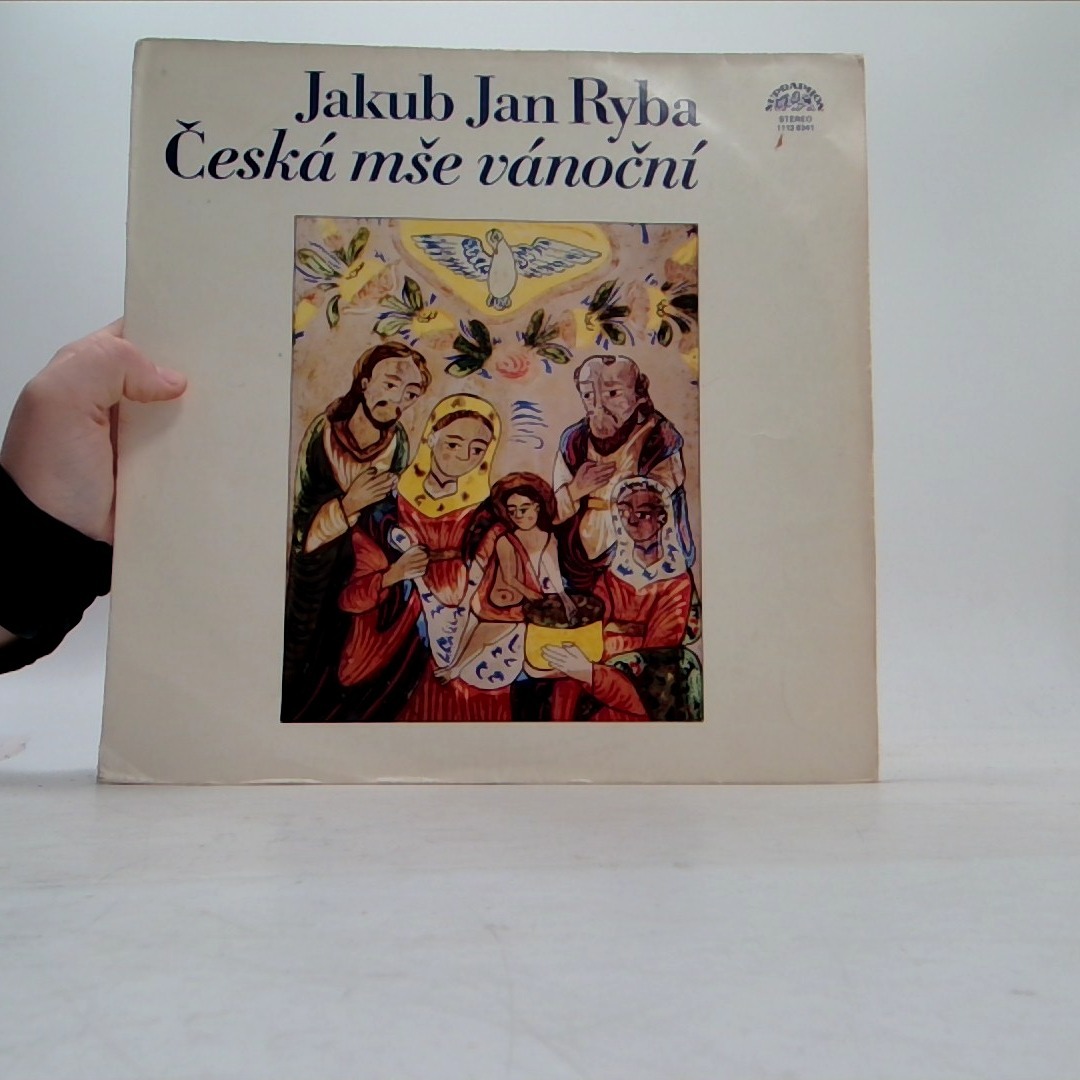 Jakub Jan Ryba
Česká mše vánoční
SUPRAPHON
STEREO